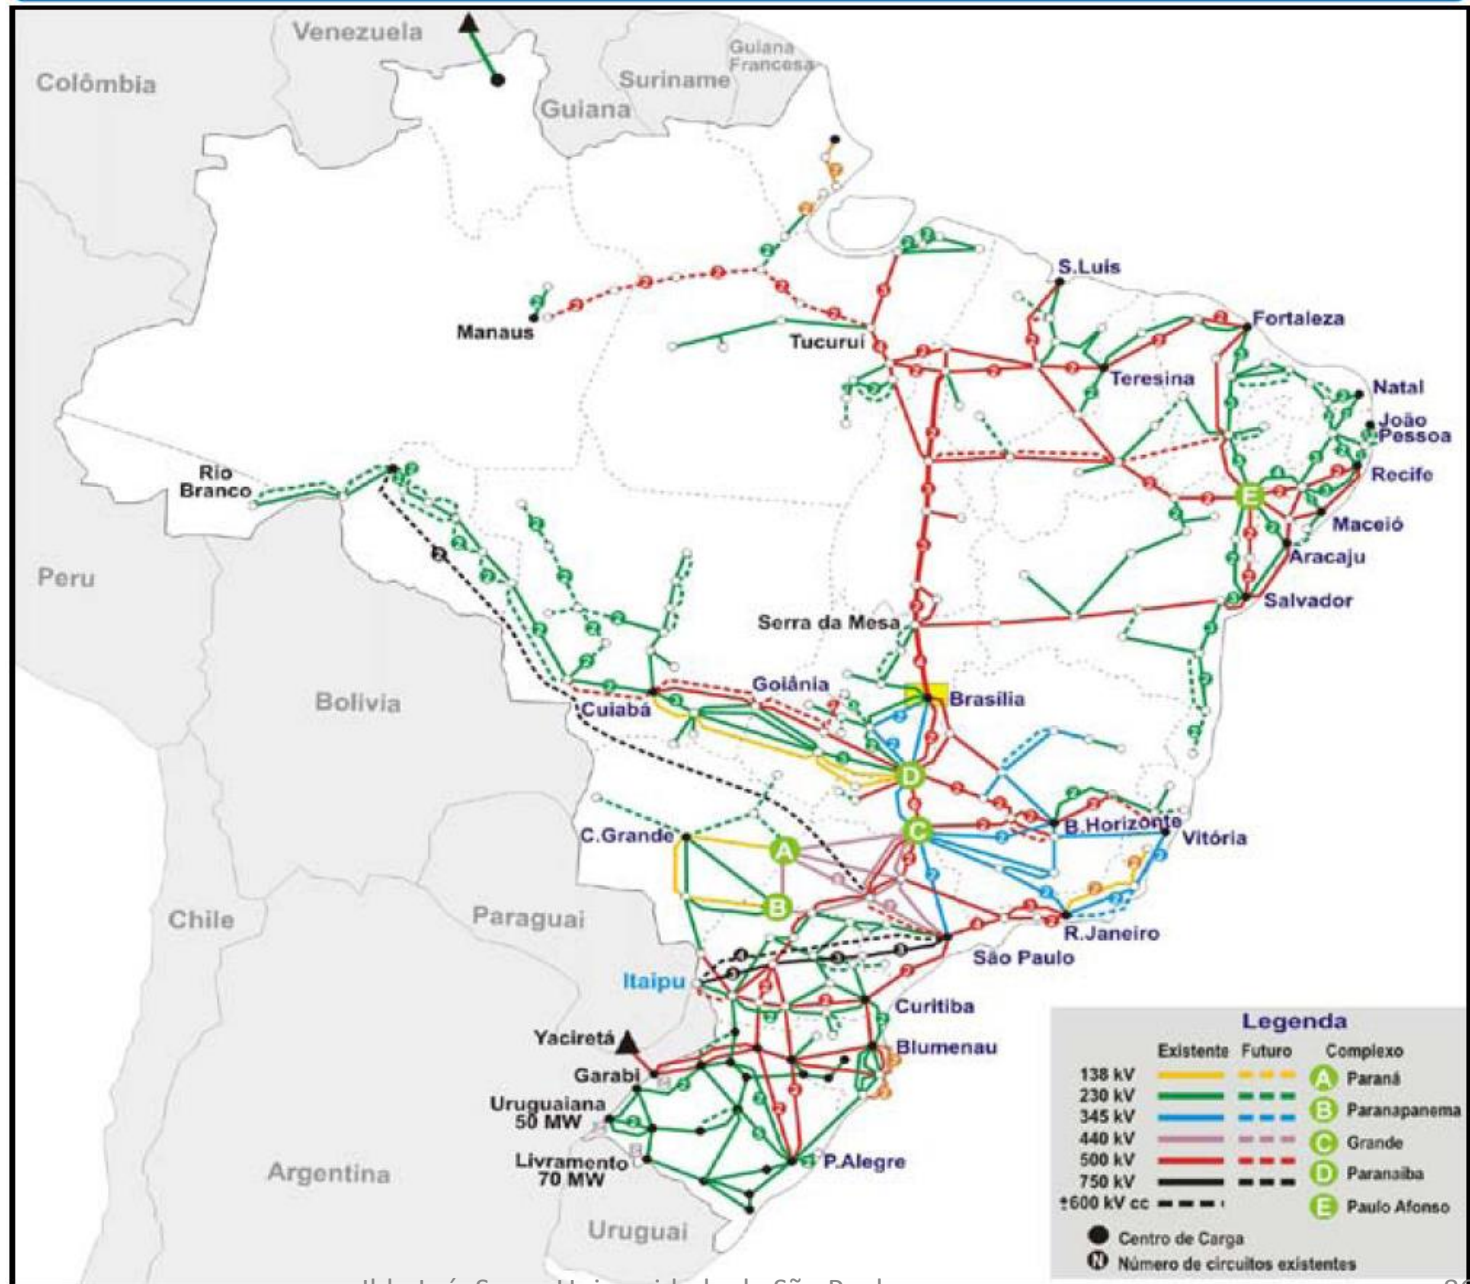 Venezuela
Guiana
Francesa
Colômbia
Suriname
Guiana
S.Luís
Manaus
Tucuruí
Fortaleza
Teresina
Natal
João
Pessoa
Rio
Branco
Recife
E
Maceió
Aracaju
Peru
Salvador
Serra da Mesa
Bolivia
Goiânia
Brasília
Cuiabá
D
C.Grande
C
B.Horizonte
Vitória
A
B
Chile
Paraguai
R.Janeiro
São Paulo
Itaipu
Curitiba
Yaciretá
Blumenau
Garabi
Uruguaiana
50 MW
Livramento
70 MW
P.Alegre
Argentina
Uruguai
Legenda
Existente Futuro Complexo
138 kV A Paraná
230 kV
345 kV B Paranapanema
440 kV C Grande
500 kV D Paranaiba
750 kV
±600 kV cc E Paulo Afonso
Centro de Carga
N Número de circuitos existentes